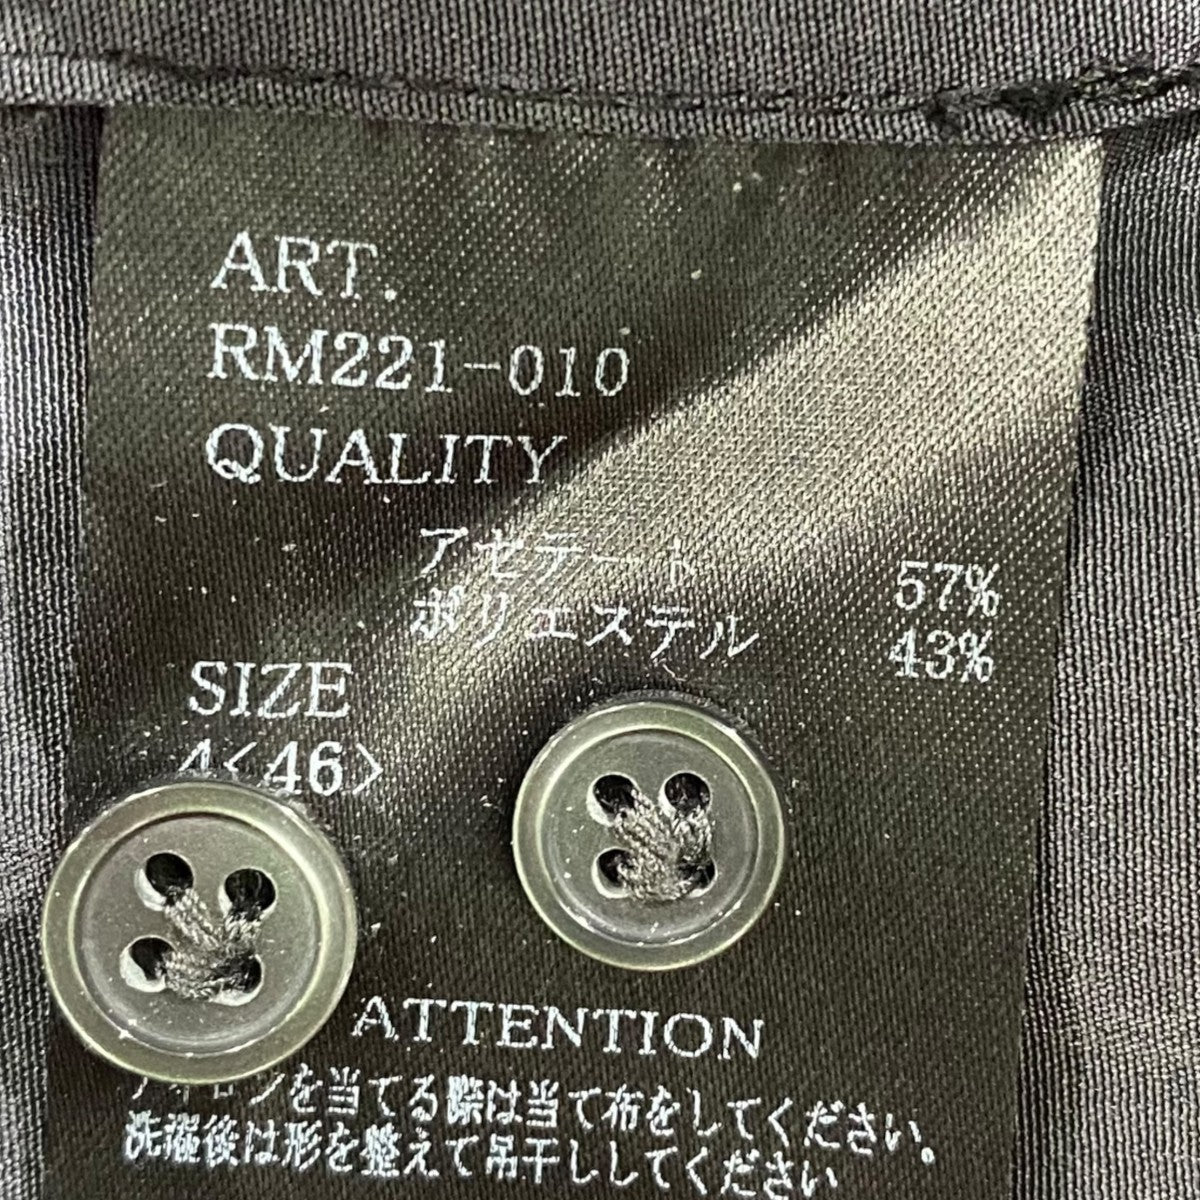 ART.
RM221-010
QUALITY
アセテート 57%
ポリエステル 43%
SIZE
4<46>
ATTENTION
アイロンを当てる際は当て布をしてください。
洗濯後は形を整えて吊干ししてください